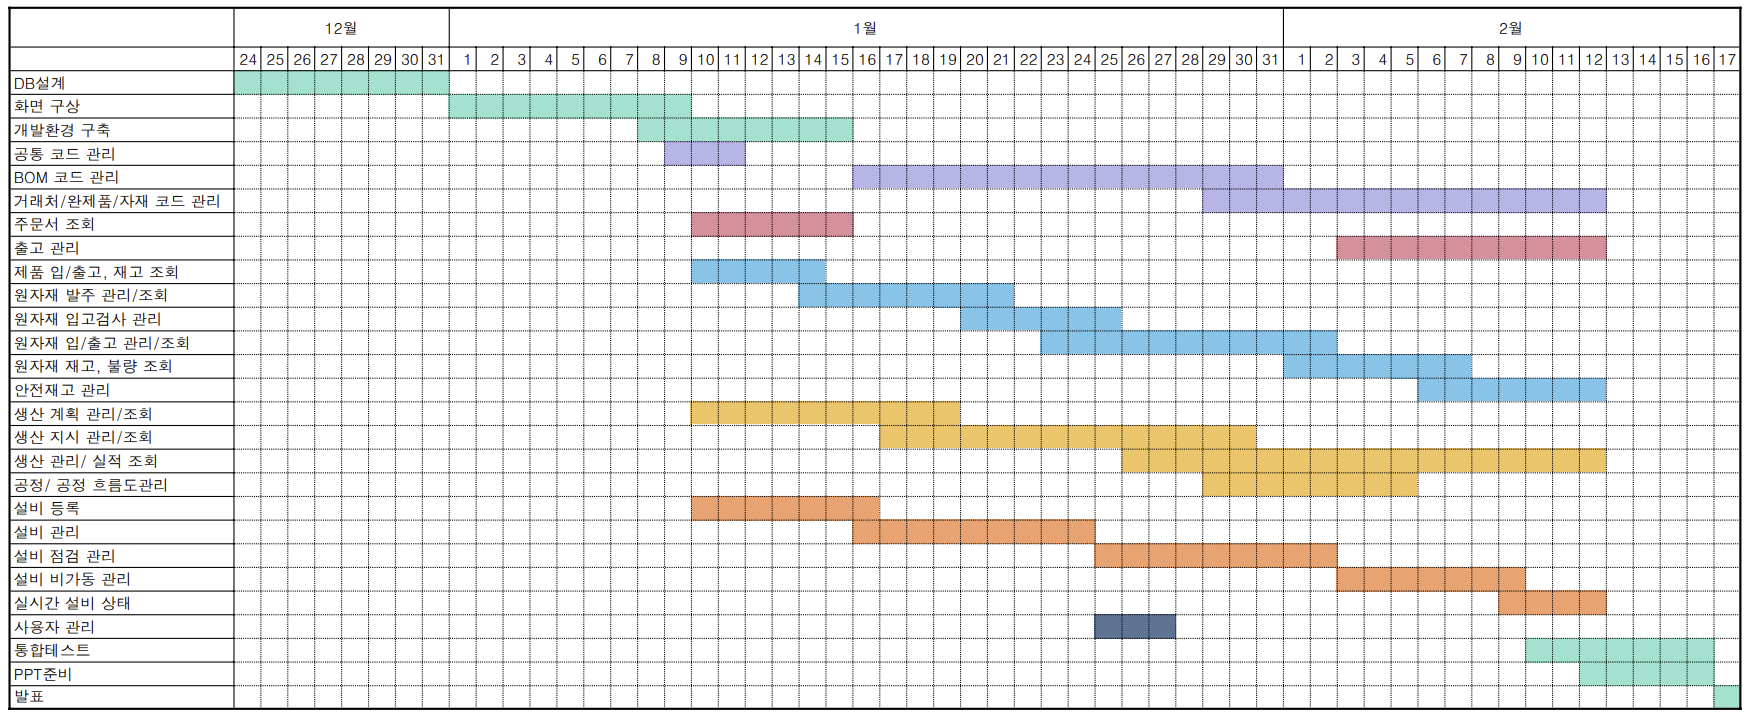 12월 1월 2월
24 25 26 27 28 29 30 31 1 2 3 4 5 6 7 8 9 10 11 12 13 14 15 16 17 18 19 20 21 22 23 24 25 26 27 28 29 30 31 1 2 3 4 5 6 7 8 9 10 11 12 13 14 15 16 17
DB설계
화면 구상
개발환경 구축
공통 코드 관리
BOM 코드 관리
거래처/완제품/자재 코드 관리
주문서 조회
출고 관리
제품 입/출고, 재고 조회
원자재 발주 관리/조회
원자재 입고검사 관리
원자재 입/출고 관리/조회
원자재 재고, 불량 조회
안전재고 관리
생산 계획 관리/조회
생산 지시 관리/조회
생산 관리/ 실적 조회
공정/ 공정 흐름도관리
설비 등록
설비 관리
설비 점검 관리
설비 비가동 관리
실시간 설비 상태
사용자 관리
통합테스트
PPT준비
발표